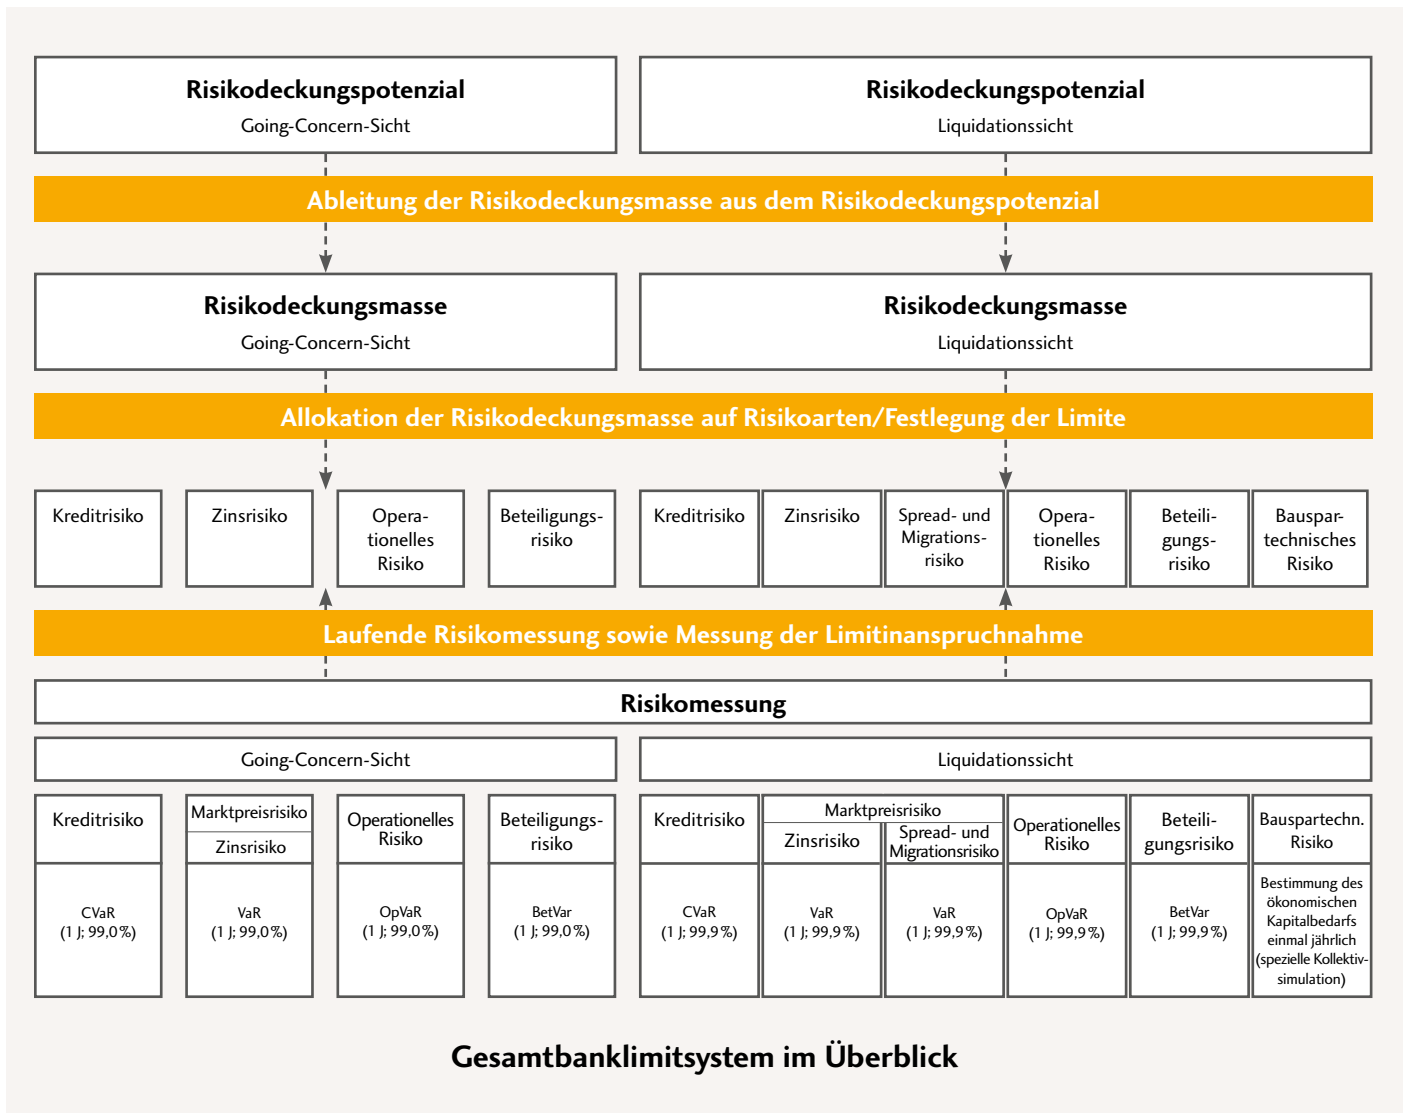 Risikodeckungspotenzial
Going-Concern-Sicht
Risikodeckungspotenzial
Liquidationssicht
Ableitung der Risikodeckungsmasse aus dem Risikodeckungspotenzial
Risikodeckungsmasse
Going-Concern-Sicht
Risikodeckungsmasse
Liquidationssicht
Allokation der Risikodeckungsmasse auf Risikoarten/Festlegung der Limite
Kreditrisiko
Zinsrisiko
Opera-
tionelles
Risiko
Beteiligungs-
risiko
Kreditrisiko
Zinsrisiko
Spread- und
Migrations-
risiko
Opera-
tionelles
Risiko
Beteili-
gungs-
risiko
Bauspar-
technisches
Risiko
Laufende Risikomessung sowie Messung der Limitinanspruchnahme
Risikomessung
Going-Concern-Sicht
Liquidationssicht
Kreditrisiko
Marktpreisrisiko
Zinsrisiko
Operationelles
Risiko
Beteiligungs-
risiko
Kreditrisiko
Marktpreisrisiko
Zinsrisiko
Spread- und
Migrationsrisiko
Operationelles
Risiko
Beteili-
gungsrisiko
Bauspartechn.
Risiko
CVaR
(1 J; 99,0 %)
VaR
(1 J; 99,0 %)
OpVaR
(1 J; 99,0 %)
BetVar
(1 J; 99,0 %)
CVaR
(1 J; 99,9 %)
VaR
(1 J; 99,9 %)
VaR
(1 J; 99,9 %)
OpVaR
(1 J; 99,9 %)
BetVar
(1 J; 99,9 %)
Bestimmung des
ökonomischen
Kapitalbedarfs
einmal jährlich
(spezielle Kollektiv-
simulation)
Gesamtbanklimitsystem im Überblick